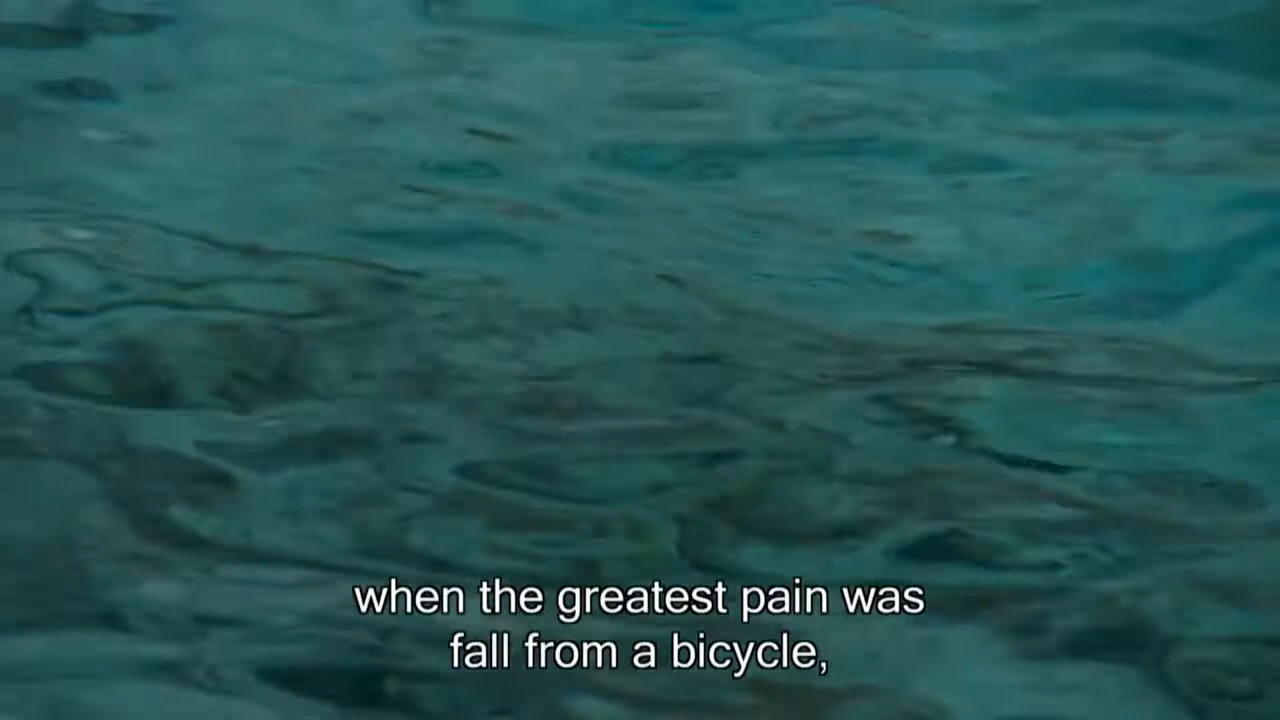 when the greatest pain was
fall from a bicycle,